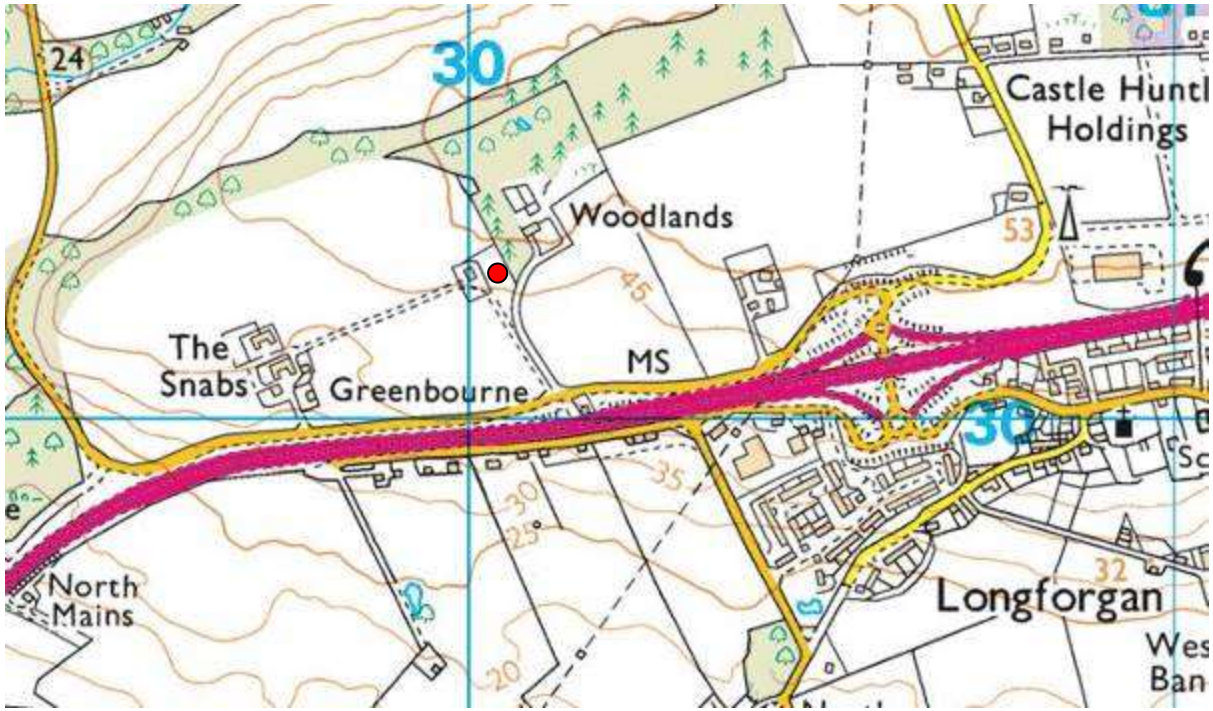 24
30
Castle Huntl
Holdings
Woodlands
53
45
The
Snabs
MS
Greenbourne
30
35
30
25
Sc
e
North
Mains
32
Longforgan
20
Wes
Ban